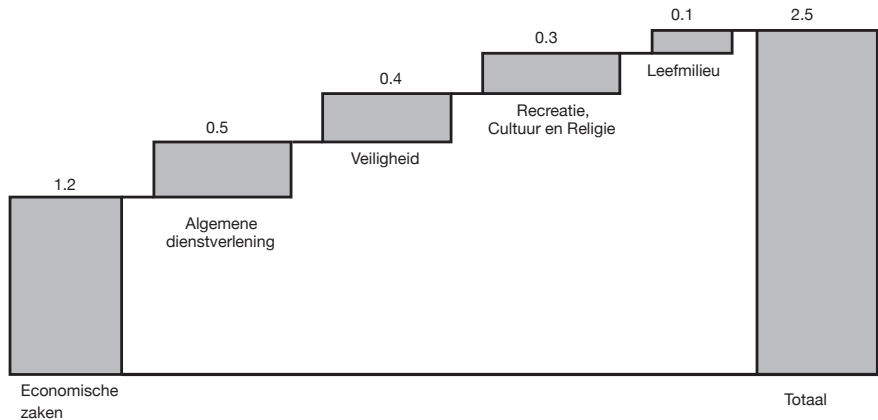 0.1
2.5
0.3
Leefmilieu
0.4
Recreatie,
Cultuur en Religie
0.5
Veiligheid
1.2
Algemene
dienstverlening
Economische
zaken
Totaal